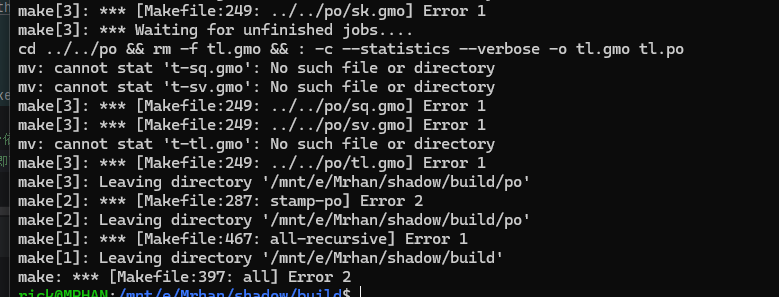 make[3]: *** [Makefile:249: ../../po/sk.gmo] Error 1
make[3]: *** Waiting for unfinished jobs....
cd ../../po && rm -f tl.gmo && : -c --statistics --verbose -o tl.gmo tl.po
mv: cannot stat 't-sq.gmo': No such file or directory
mv: cannot stat 't-sv.gmo': No such file or directory
make[3]: *** [Makefile:249: ../../po/sq.gmo] Error 1
make[3]: *** [Makefile:249: ../../po/sv.gmo] Error 1
mv: cannot stat 't-tl.gmo': No such file or directory
make[3]: *** [Makefile:249: ../../po/tl.gmo] Error 1
make[3]: Leaving directory '/mnt/e/Mrhan/shadow/build/po'
make[2]: *** [Makefile:287: stamp-po] Error 2
make[2]: Leaving directory '/mnt/e/Mrhan/shadow/build/po'
make[1]: *** [Makefile:467: all-recursive] Error 1
make[1]: Leaving directory '/mnt/e/Mrhan/shadow/build'
make: *** [Makefile:397: all] Error 2
rick@MRHAN:/mnt/e/Mrhan/shadow/build$